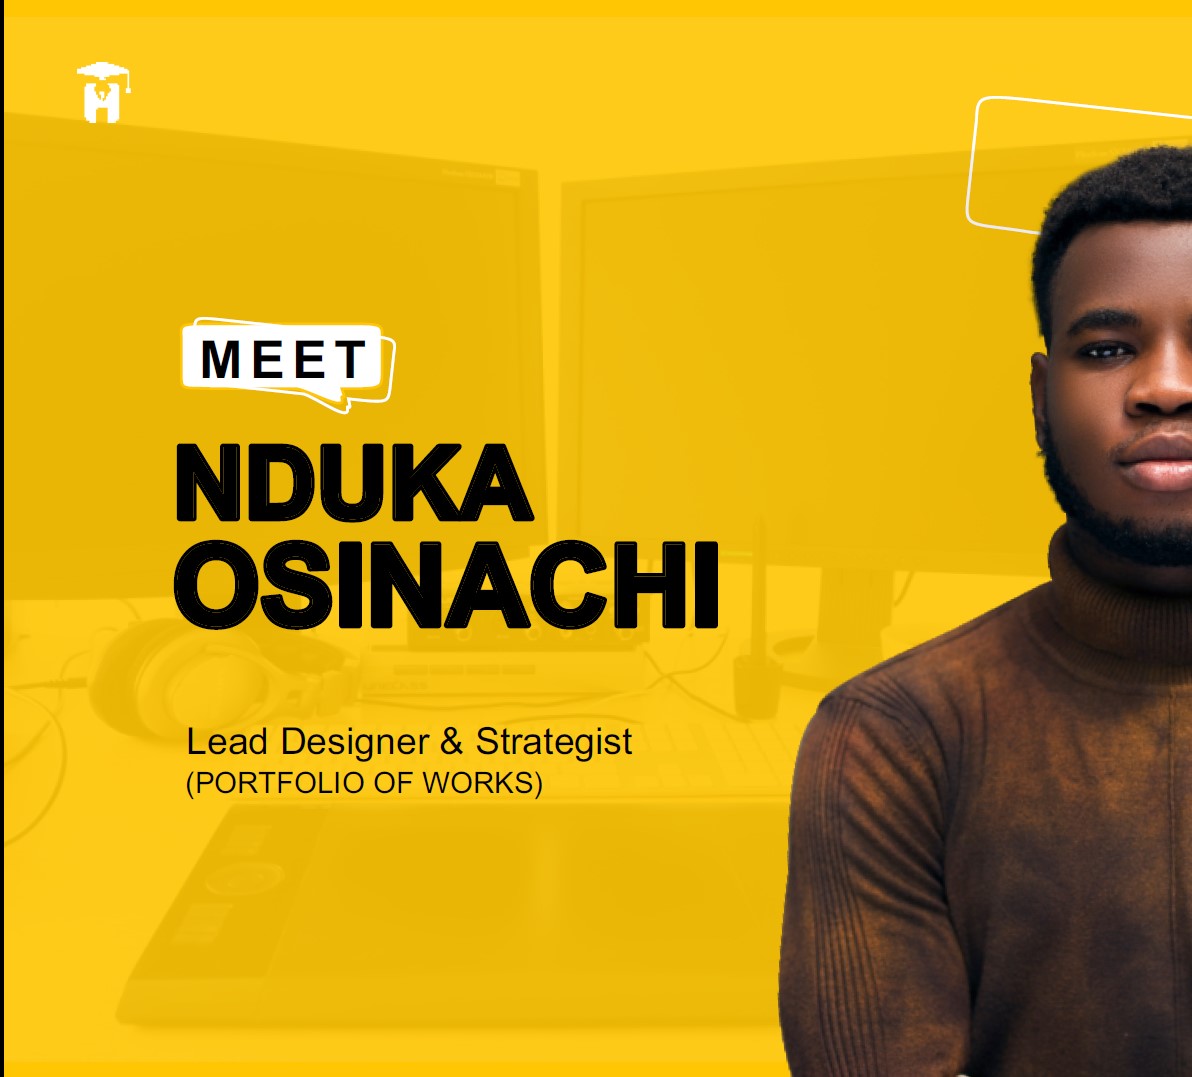 MEET
NDUKA
OSINACHI
Lead Designer & Strategist
(PORTFOLIO OF WORKS)